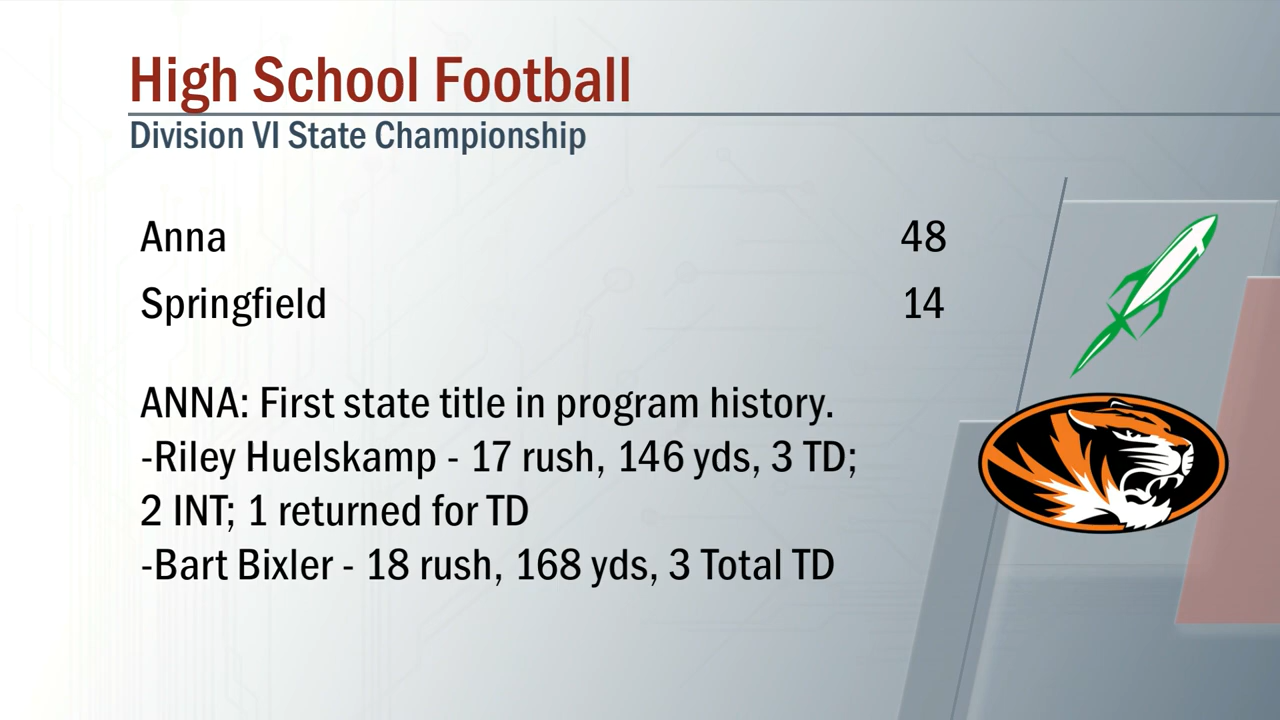 High School Football
Division VI State Championship
Anna 48
Springfield 14
ANNA: First state title in program history.
-Riley Huelskamp - 17 rush, 146 yds, 3 TD;
2 INT; 1 returned for TD
-Bart Bixler - 18 rush, 168 yds, 3 Total TD